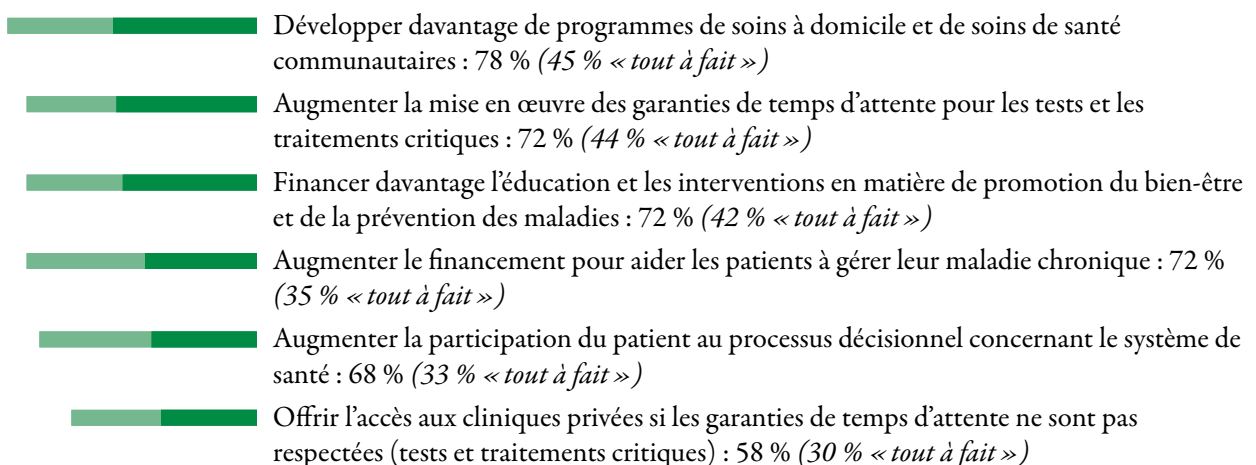 Développer davantage de programmes de soins à domicile et de soins de santé
communautaires : 78 % (45 % « tout à fait »)
Augmenter la mise en œuvre des garanties de temps d'attente pour les tests et les
traitements critiques : 72 % (44 % « tout à fait »)
Financer davantage l'éducation et les interventions en matière de promotion du bien-être
et de la prévention des maladies : 72 % (42 % « tout à fait »)
Augmenter le financement pour aider les patients à gérer leur maladie chronique : 72 %
(35 % « tout à fait »)
Augmenter la participation du patient au processus décisionnel concernant le système de
santé : 68 % (33 % « tout à fait »)
Offrir l'accès aux cliniques privées si les garanties de temps d'attente ne sont pas
respectées (tests et traitements critiques) : 58 % (30 % « tout à fait »)